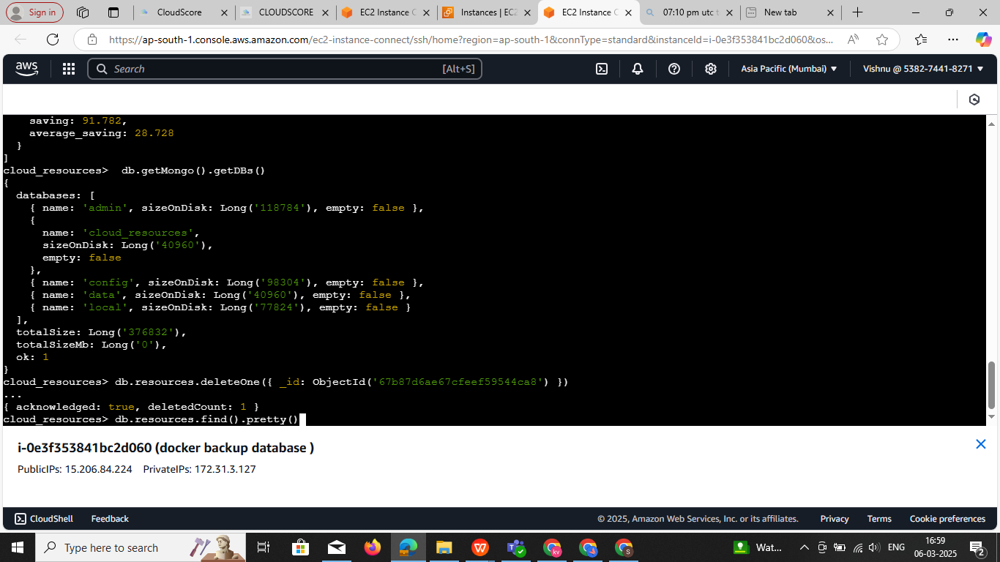 Sign in
CloudScore
CLOUDSCORE
EC2 Instance C
Instances | EC2
EC2 Instance C
07:10 pm utc t
New tab
https://ap-south-1.console.aws.amazon.com/ec2-instance-connect/ssh/home?region=ap-south-1&connType=standard&instanceId=i-0e3f353841bc2d060&os...
aws
Search
[Alt+S]
Asia Pacific (Mumbai)
Vishnu @ 5382-7441-8271
saving: 91.782,
average_saving: 28.728
}
]
cloud_resources>  db.getMongo().getDBs()
{
databases: [
{ name: 'admin', sizeOnDisk: Long('118784'), empty: false },
{
name: 'cloud_resources',
sizeOnDisk: Long('40960'),
empty: false
},
{ name: 'config', sizeOnDisk: Long('98304'), empty: false },
{ name: 'data', sizeOnDisk: Long('40960'), empty: false },
{ name: 'local', sizeOnDisk: Long('77824'), empty: false }
],
totalSize: Long('376832'),
totalSizeMb: Long('0'),
ok: 1
}
cloud_resources> db.resources.deleteOne({ _id: ObjectId('67b87d6ae67cfeef59544ca8') })
...
{ acknowledged: true, deletedCount: 1 }
cloud_resources> db.resources.find().pretty()
i-0e3f353841bc2d060 (docker backup database )
PublicIPs: 15.206.84.224    PrivateIPs: 172.31.3.127
CloudShell
Feedback
© 2025, Amazon Web Services, Inc. or its affiliates.
Privacy
Terms
Cookie preferences
Type here to search
Wat...
ENG
16:59
06-03-2025
2